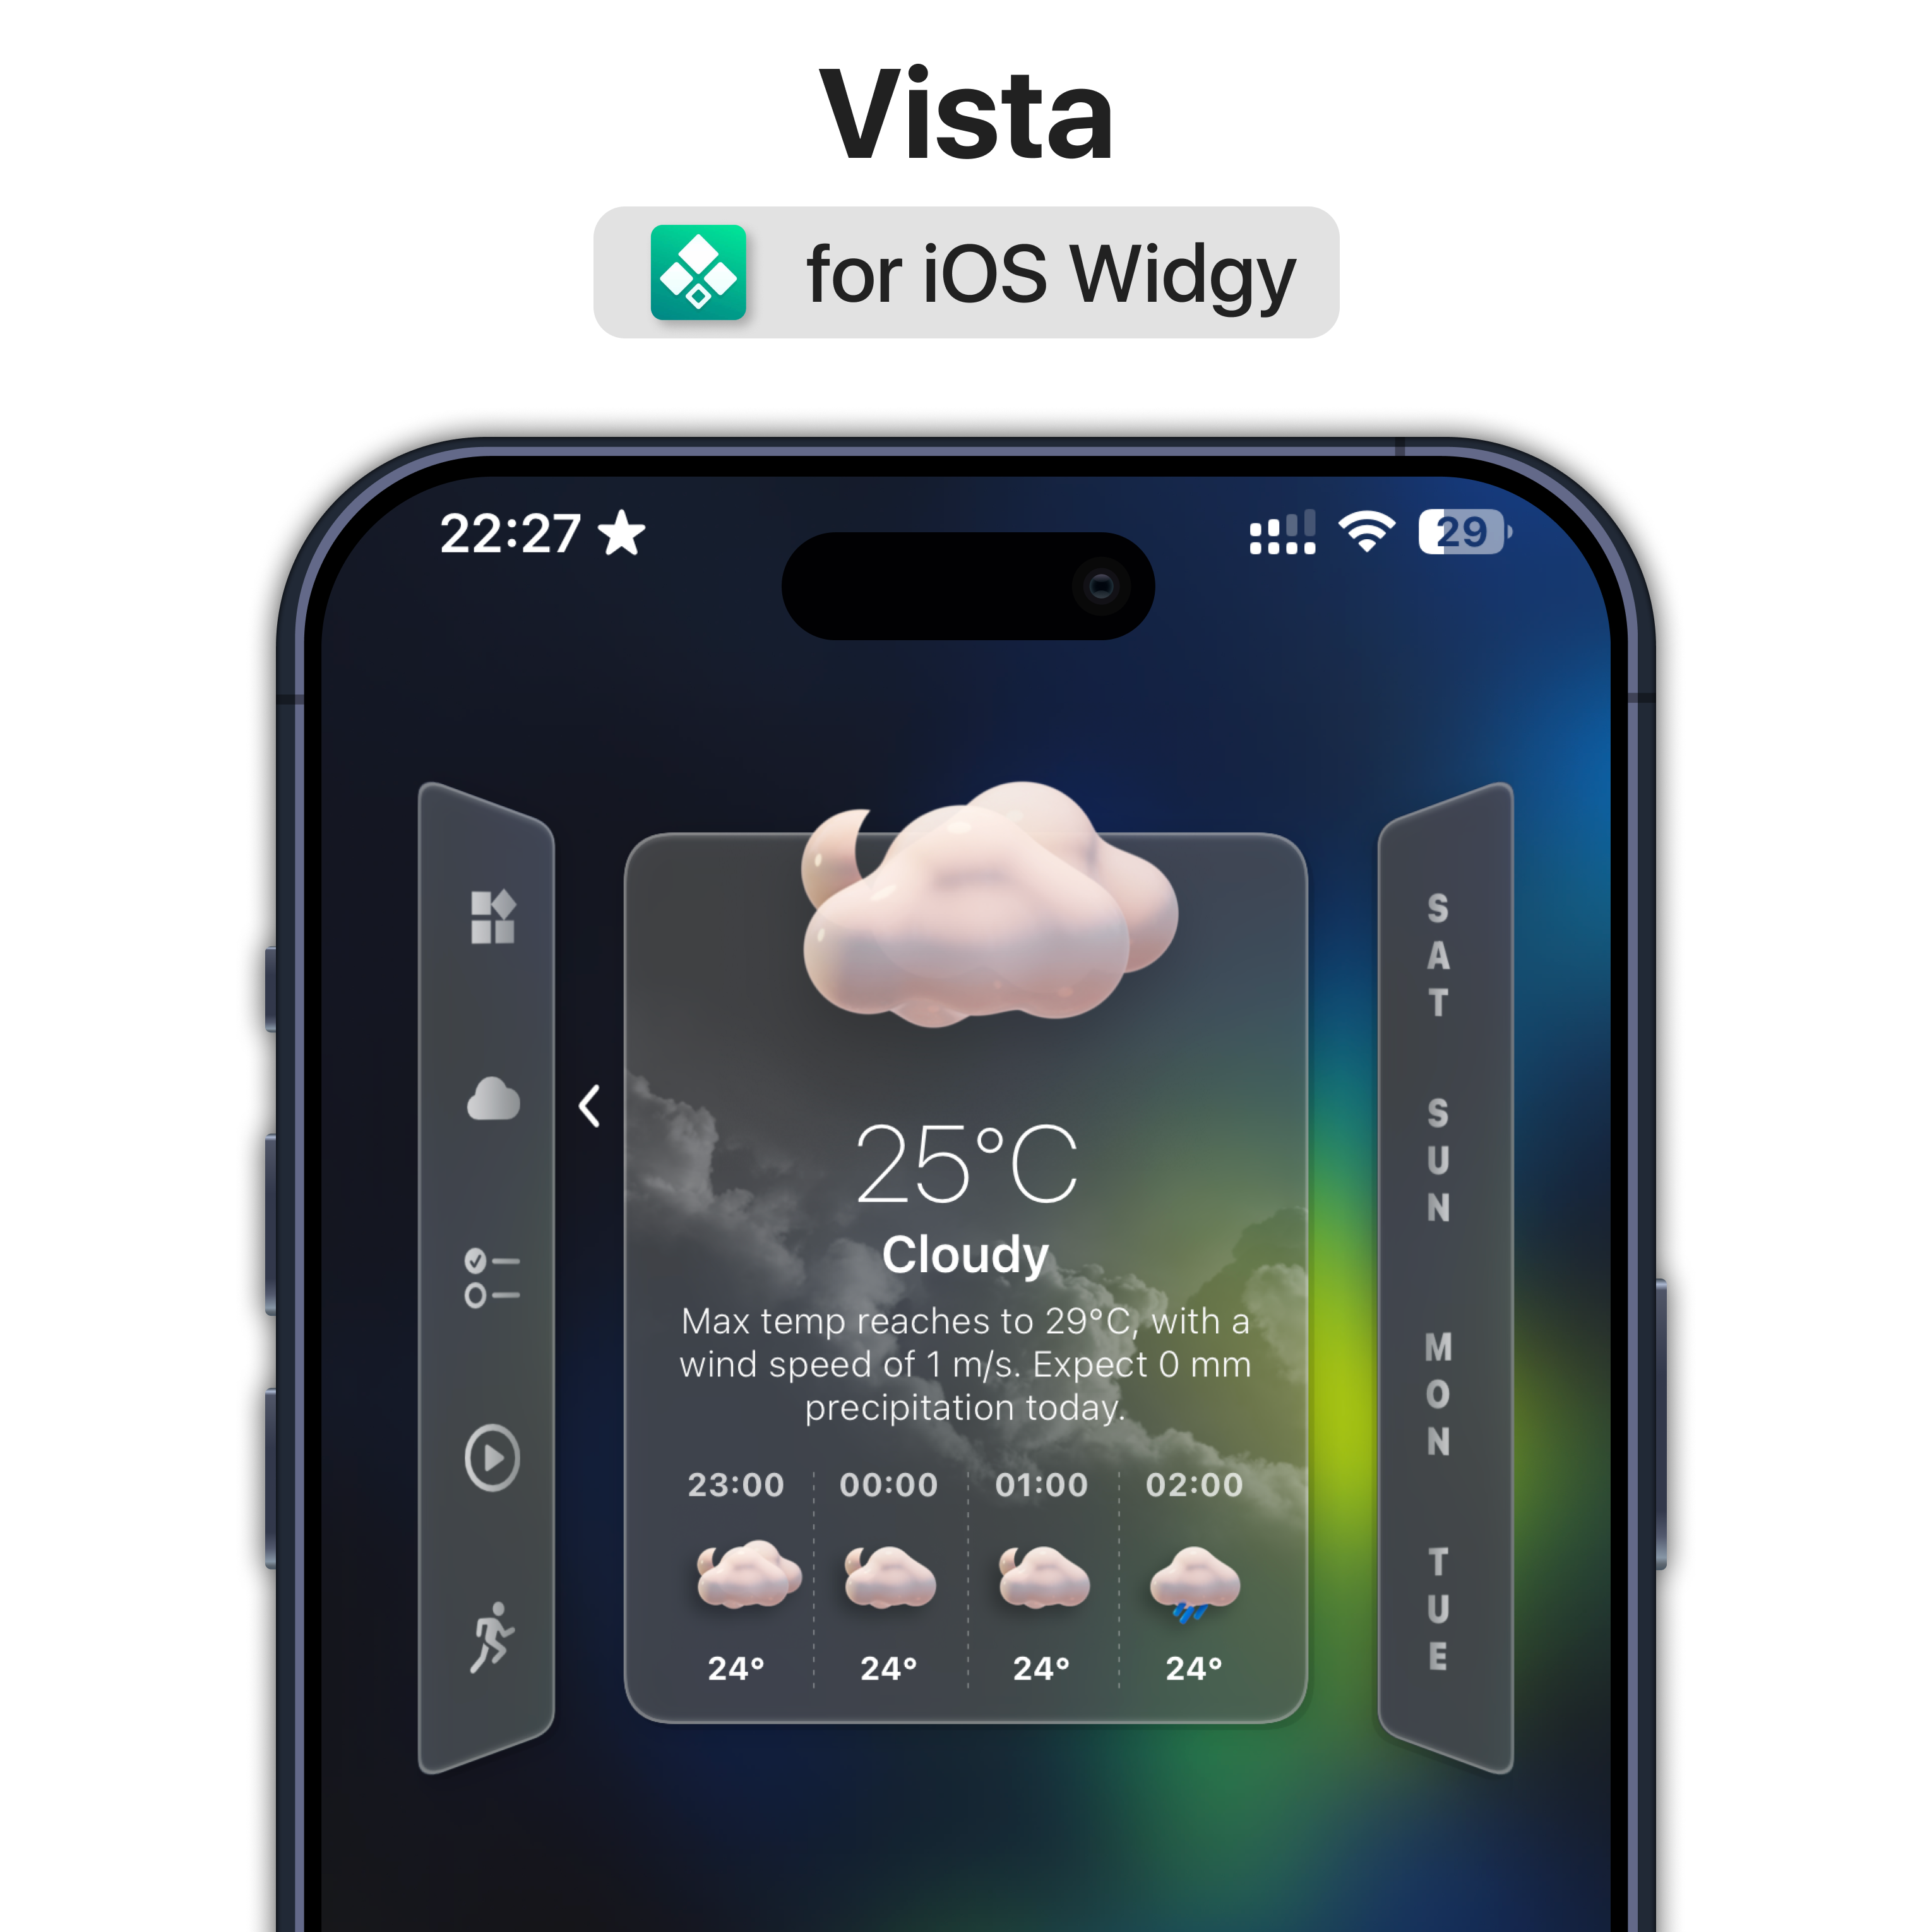 Vista
for iOS Widgy
22:27
29
25°C
Cloudy
Max temp reaches to 29°C, with a
wind speed of 1 m/s. Expect 0 mm
precipitation today.
23:00 00:00 01:00 02:00
24° 24° 24° 24°
SAT
SUN
MON
TUE